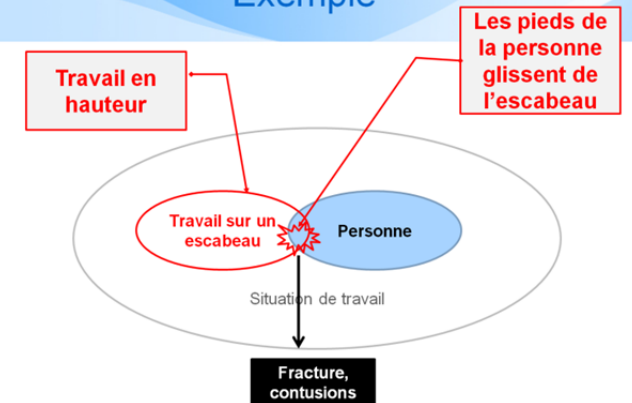 Exemple
Les pieds de
la personne
glissent de
l'escabeau
Travail en
hauteur
Travail sur un
escabeau
Personne
Situation de travail
Fracture,
contusions